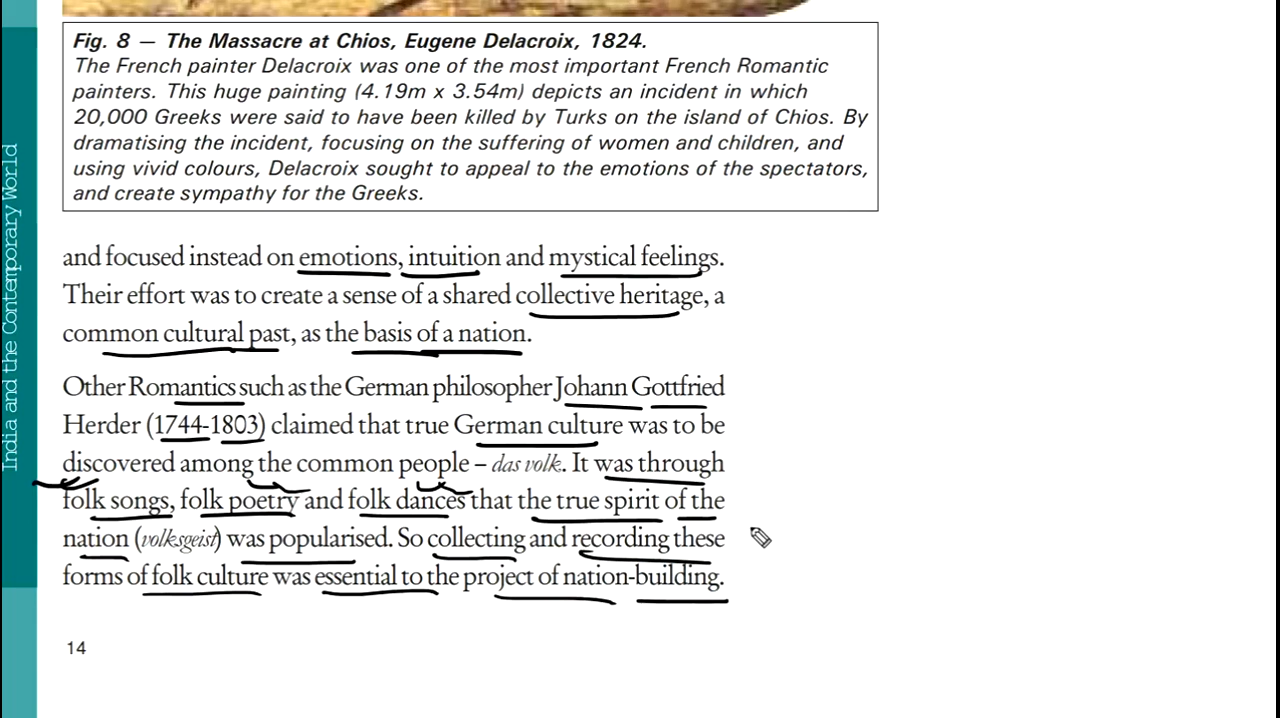 India and the Contemporary World
Fig. 8 — The Massacre at Chios, Eugene Delacroix, 1824.
The French painter Delacroix was one of the most important French Romantic
painters. This huge painting (4.19m x 3.54m) depicts an incident in which
20,000 Greeks were said to have been killed by Turks on the island of Chios. By
dramatising the incident, focusing on the suffering of women and children, and
using vivid colours, Delacroix sought to appeal to the emotions of the spectators,
and create sympathy for the Greeks.
and focused instead on emotions, intuition and mystical feelings.
Their effort was to create a sense of a shared collective heritage, a
common cultural past, as the basis of a nation.
Other Romantics such as the German philosopher Johann Gottfried
Herder (1744-1803) claimed that true German culture was to be
discovered among the common people – das volk. It was through
folk songs, folk poetry and folk dances that the true spirit of the
nation (volksgeist) was popularised. So collecting and recording these
forms of folk culture was essential to the project of nation-building.
14